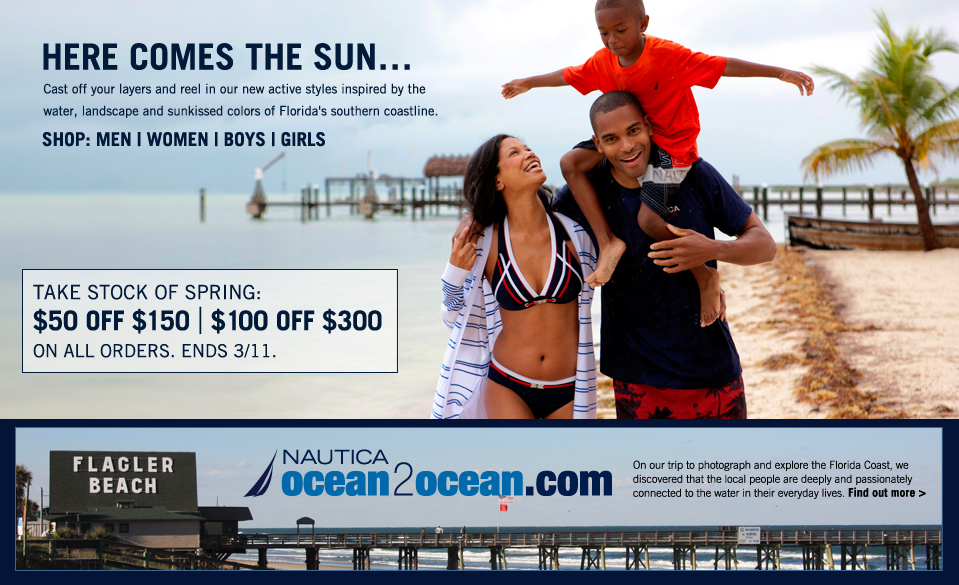 HERE COMES THE SUN...
Cast off your layers and reel in our new active styles inspired by the
water, landscape and sunkissed colors of Florida's southern coastline.
SHOP: MEN | WOMEN | BOYS | GIRLS
TAKE STOCK OF SPRING:
$50 OFF $150 | $100 OFF $300
ON ALL ORDERS. ENDS 3/11.
FLAGLER
BEACH
NAUTICA
ocean2ocean.com
On our trip to photograph and explore the Florida Coast, we
discovered that the local people are deeply and passionately
connected to the water in their everyday lives. Find out more >